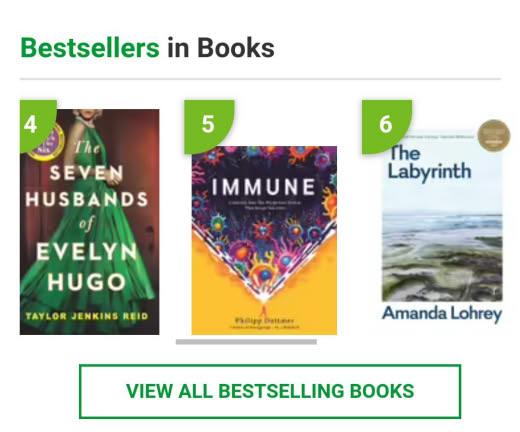 Bestsellers in Books
4
The
SEVEN
HUSBANDS
of
EVELYN
HUGO
TAYLOR JENKINS REID
5
IMMUNE
Philipp Dettmer
6
The
Labyrinth
Amanda Lohrey
VIEW ALL BESTSELLING BOOKS